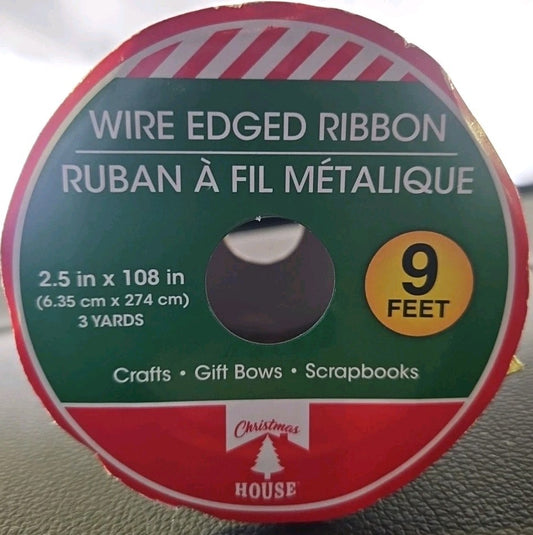 WIRE EDGED RIBBON
RUBAN À FIL MÉTALIQUE
2.5 in x 108 in
(6.35 cm x 274 cm)
3 YARDS
9
FEET
Crafts • Gift Bows • Scrapbooks
Christmas
HOUSE